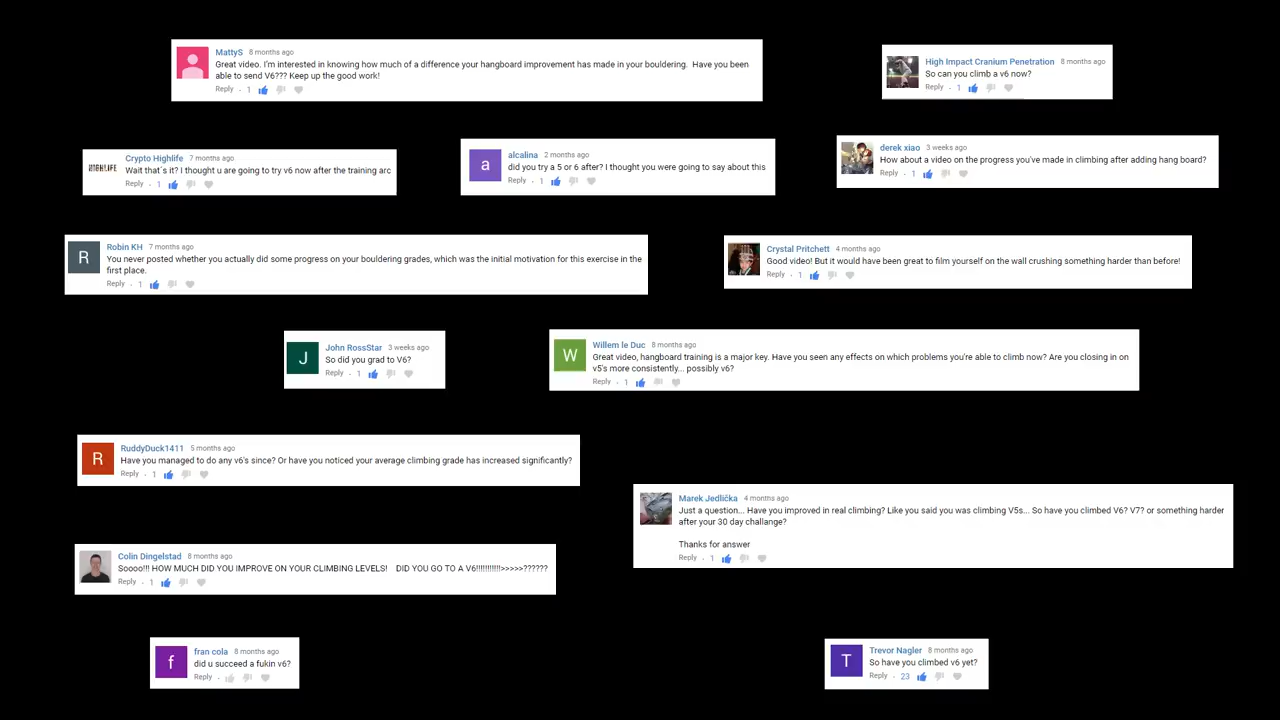 MattyS 8 months ago
Great video. I'm interested in knowing how much of a difference your hangboard improvement has made in your bouldering. Have you been
able to send V6??? Keep up the good work!
Reply · 1
High Impact Cranium Penetration 8 months ago
So can you climb a v6 now?
Reply · 1
HIGHLIFE
Crypto Highlife 7 months ago
Wait that´s it? I thought u are going to try v6 now after the training arc
Reply · 1
a
alcalina 2 months ago
did you try a 5 or 6 after? I thought you were going to say about this
Reply · 1
derek xiao 3 weeks ago
How about a video on the progress you've made in climbing after adding hang board?
Reply · 1
R
Robin KH 7 months ago
You never posted whether you actually did some progress on your bouldering grades, which was the initial motivation for this exercise in the
first place.
Reply · 1
Crystal Pritchett 4 months ago
Good video! But it would have been great to film yourself on the wall crushing something harder than before!
Reply · 1
J
John RossStar 3 weeks ago
So did you grad to V6?
Reply · 1
W
Willem le Duc 8 months ago
Great video, hangboard training is a major key. Have you seen any effects on which problems you're able to climb now? Are you closing in on
v5's more consistently... possibly v6?
Reply · 1
R
RuddyDuck1411 5 months ago
Have you managed to do any v6's since? Or have you noticed your average climbing grade has increased significantly?
Reply · 1
Marek Jedlička 4 months ago
Just a question... Have you improved in real climbing? Like you said you was climbing V5s... So have you climbed V6? V7? or something harder
after your 30 day challange?
Thanks for answer
Reply · 1
Colin Dingelstad 8 months ago
Soooo!!! HOW MUCH DID YOU IMPROVE ON YOUR CLIMBING LEVELS! DID YOU GO TO A V6!!!!!!!!!!!>>>>>??????
Reply · 1
f
fran cola 8 months ago
did u succeed a fukin v6?
Reply ·
T
Trevor Nagler 8 months ago
So have you climbed v6 yet?
Reply · 23